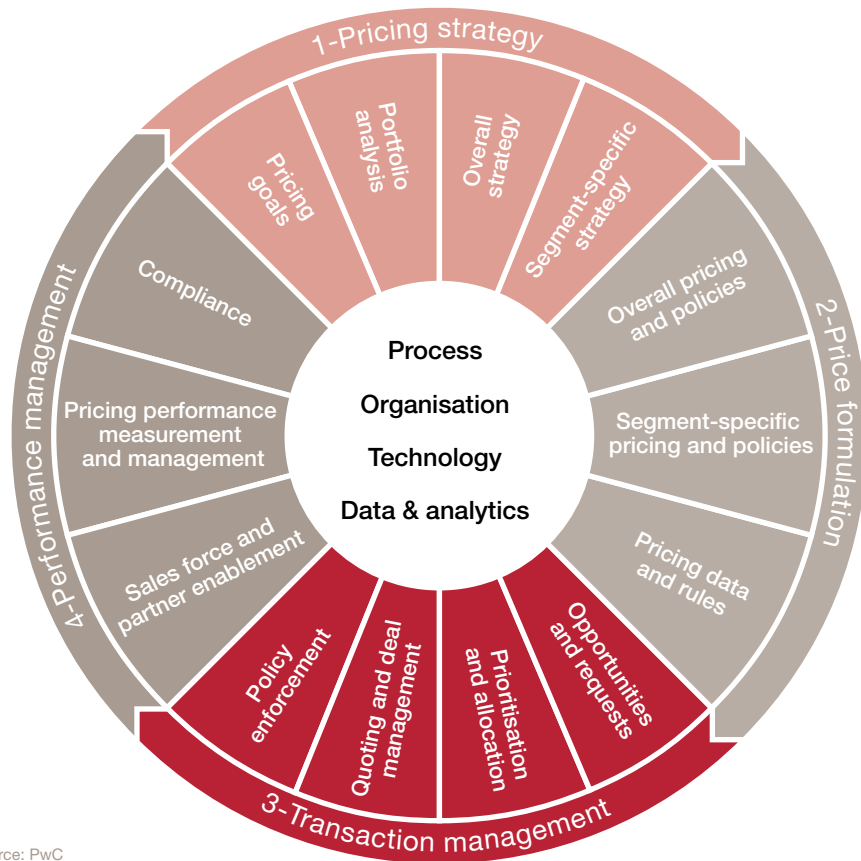 1-Pricing strategy
Pricing
goals
Portfolio
analysis
Overall
strategy
Segment-specific
strategy
2-Price formulation
Overall pricing
and policies
Segment-specific
pricing and policies
Pricing data
and rules
3-Transaction management
Opportunities
and requests
Prioritisation
and allocation
Quoting and deal
management
Policy
enforcement
4-Performance management
Sales force and
partner enablement
Pricing performance
measurement
and management
Compliance
Process
Organisation
Technology
Data & analytics
rce: PwC